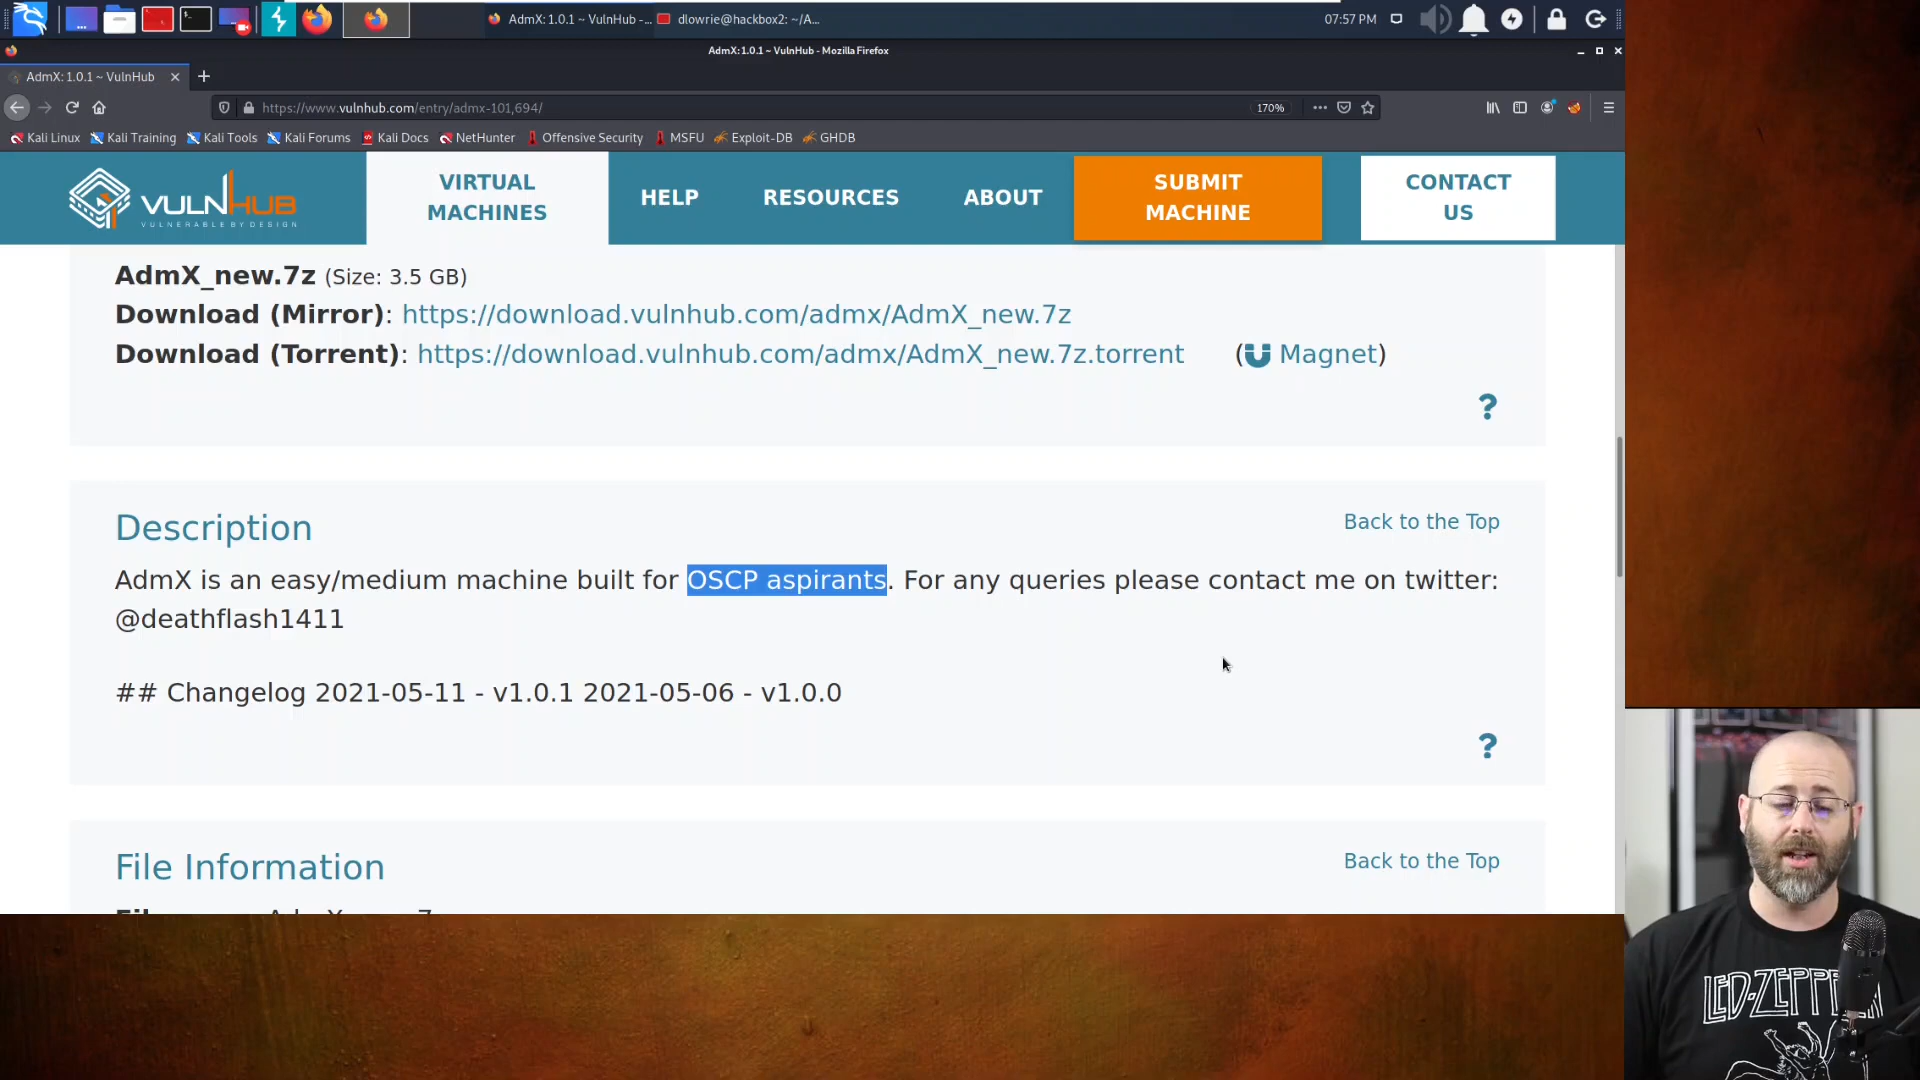 AdmX: 1.0.1 ~ VulnHub -...
dlowrie@hackbox2: ~/A...
07:57 PM
AdmX: 1.0.1 ~ VulnHub - Mozilla Firefox
AdmX: 1.0.1 ~ VulnHub
https://www.vulnhub.com/entry/admx-101,694/
170%
Kali Linux
Kali Training
Kali Tools
Kali Forums
Kali Docs
NetHunter
Offensive Security
MSFU
Exploit-DB
GHDB
VULNHUB
VULNERABLE BY DESIGN
VIRTUAL
MACHINES
HELP
RESOURCES
ABOUT
SUBMIT
MACHINE
CONTACT
US
AdmX_new.7z (Size: 3.5 GB)
Download (Mirror): https://download.vulnhub.com/admx/AdmX_new.7z
Download (Torrent): https://download.vulnhub.com/admx/AdmX_new.7z.torrent (Magnet)
?
Description
Back to the Top
AdmX is an easy/medium machine built for OSCP aspirants. For any queries please contact me on twitter:
@deathflash1411
## Changelog 2021-05-11 - v1.0.1 2021-05-06 - v1.0.0
?
File Information
Back to the Top